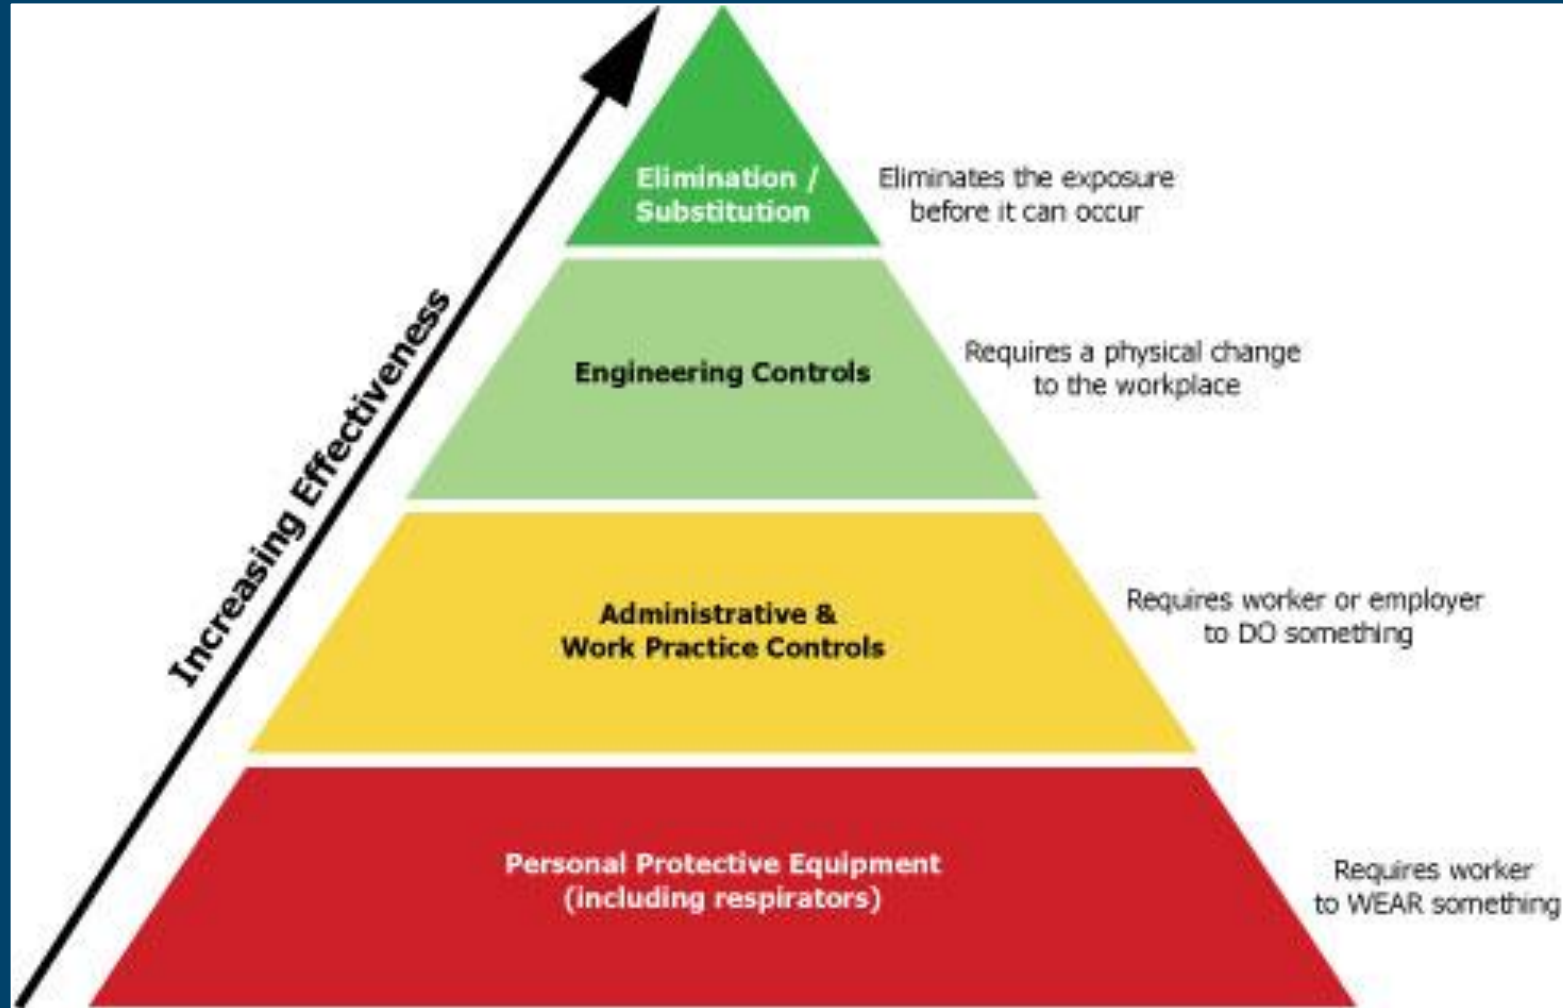 Increasing Effectiveness
Elimination /
Substitution
Eliminates the exposure
before it can occur
Engineering Controls
Requires a physical change
to the workplace
Administrative &
Work Practice Controls
Requires worker or employer
to DO something
Personal Protective Equipment
(including respirators)
Requires worker
to WEAR something